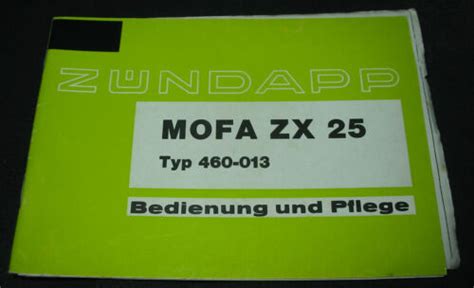 ZÜNDAPP
MOFA ZX 25
Typ 460-013
Bedienung und Pflege